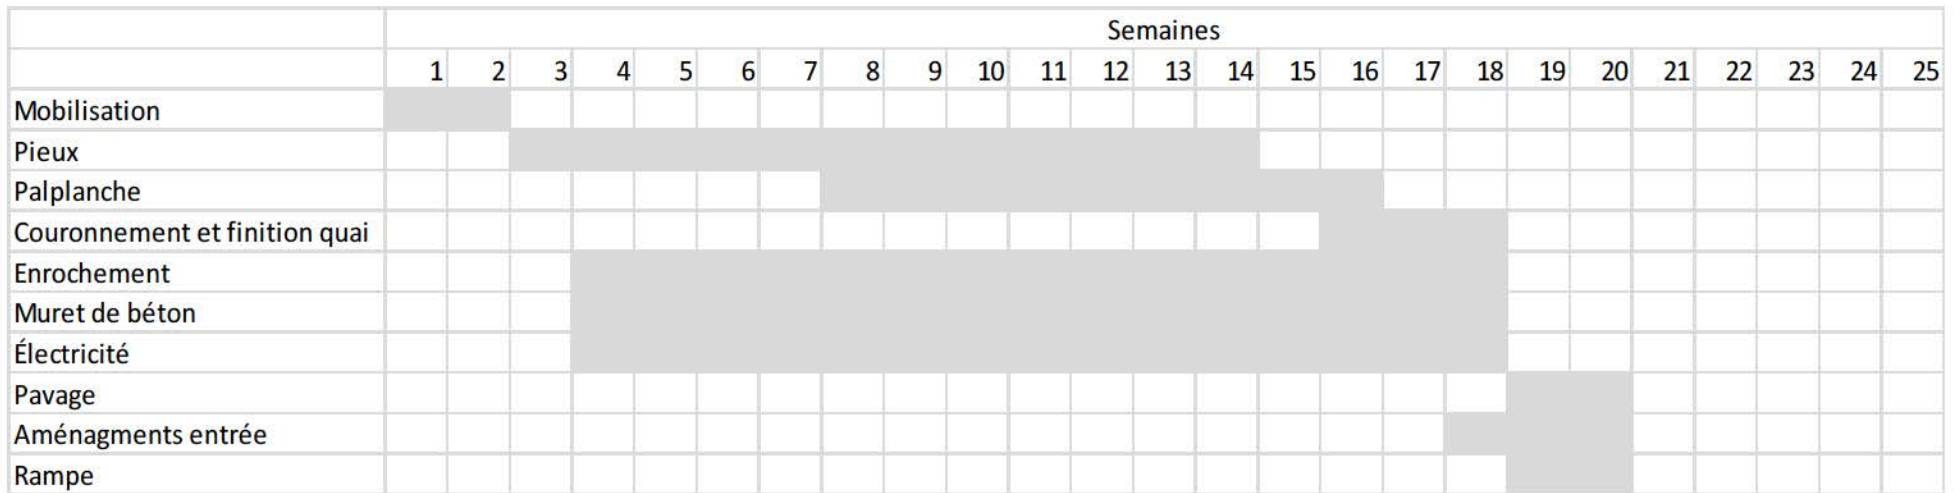 Semaines
1 2 3 4 5 6 7 8 9 10 11 12 13 14 15 16 17 18 19 20 21 22 23 24 25
Mobilisation
Pieux
Palplanche
Couronnement et finition quai
Enrochement
Muret de béton
Électricité
Pavage
Aménagments entrée
Rampe